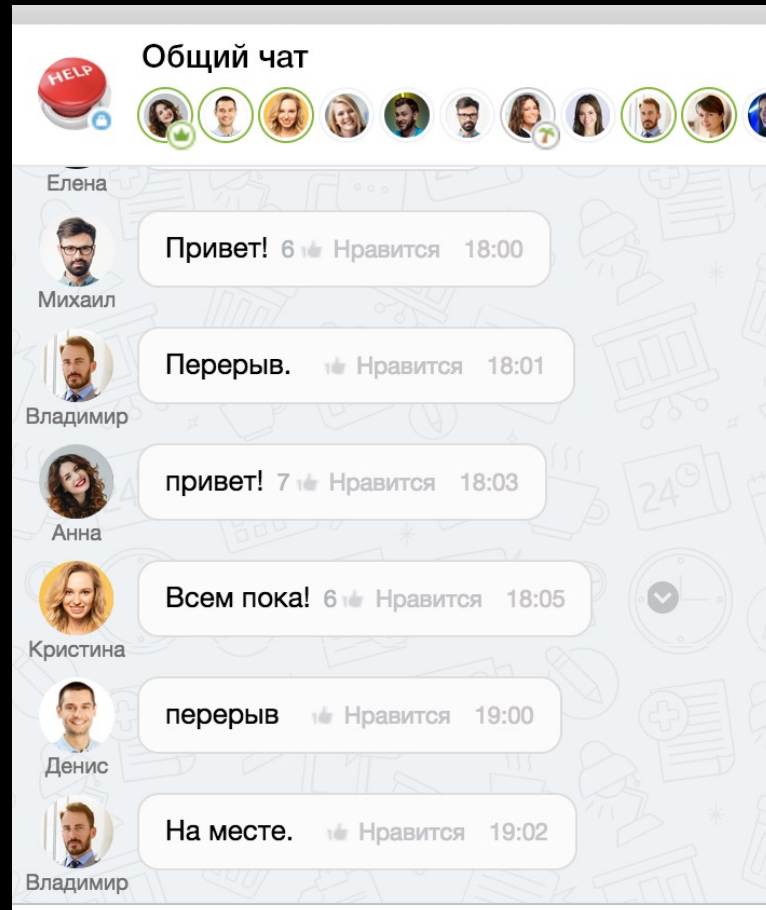 HELP
Общий чат
Елена
Привет! 6 Нравится 18:00
Михаил
Перерыв. Нравится 18:01
Владимир
привет! 7 Нравится 18:03
Анна
Всем пока! 6 Нравится 18:05
Кристина
перерыв Нравится 19:00
Денис
На месте. Нравится 19:02
Владимир
24